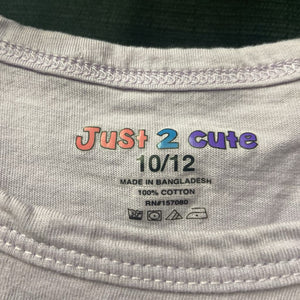 Just 2 cute
10/12
MADE IN BANGLADESH
100% COTTON
RN#157080